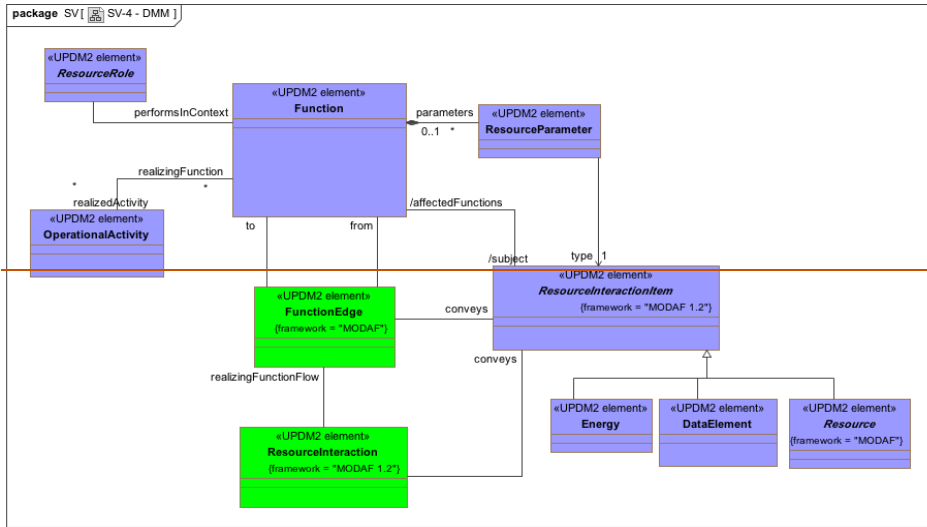 package SV[ SV-4 - DMM ]
«UPDM2 element»
ResourceRole
«UPDM2 element»
Function
performsInContext
parameters
0..1 *
«UPDM2 element»
ResourceParameter
realizingFunction
* *
realizedActivity
«UPDM2 element»
OperationalActivity
/affectedFunctions
to
from
/subject
type 1
«UPDM2 element»
ResourceInteractionItem
{framework = "MODAF 1.2"}
«UPDM2 element»
FunctionEdge
{framework = "MODAF"}
conveys
conveys
realizingFunctionFlow
«UPDM2 element»
ResourceInteraction
{framework = "MODAF 1.2"}
«UPDM2 element»
Energy
«UPDM2 element»
DataElement
«UPDM2 element»
Resource
{framework = "MODAF"}